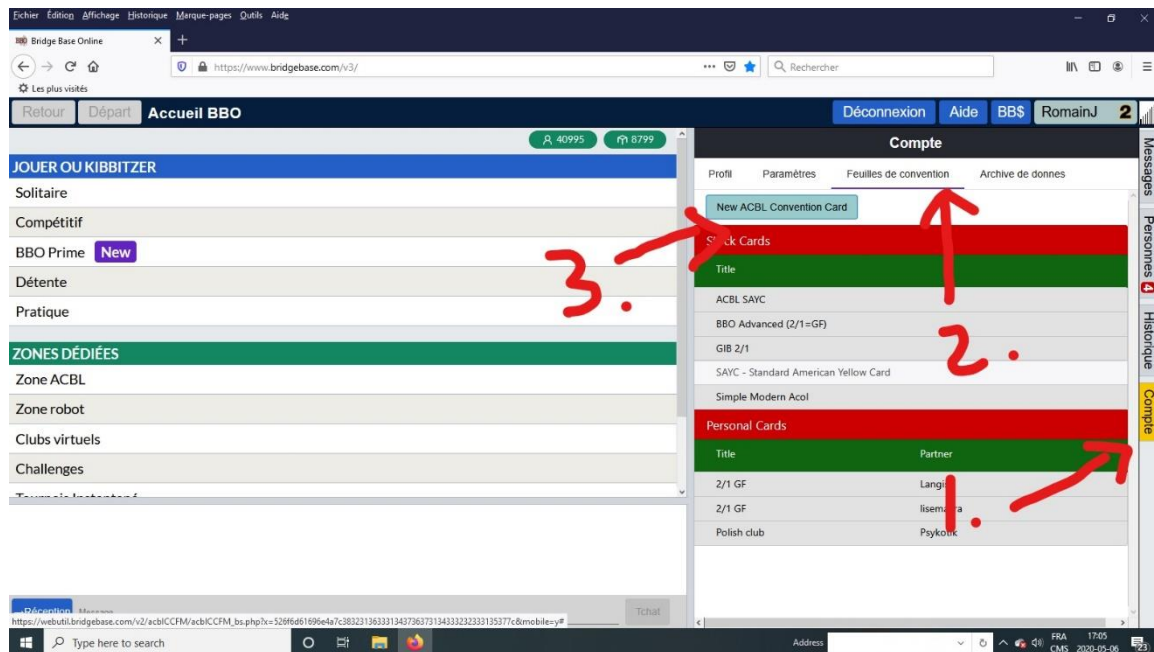 Fichier Édition Affichage Historique Marque-pages Outils Aide
Bridge Base Online
https://www.bridgebase.com/v3/
Rechercher
Les plus visités
Retour Départ Accueil BBO Déconnexion Aide BB$ RomainJ 2
40995 8799
JOUER OU KIBBITZER
Solitaire
Compétitif
BBO Prime New
Détente
Pratique
ZONES DÉDIÉES
Zone ACBL
Zone robot
Clubs virtuels
Challenges
Compte
Profil Paramètres Feuilles de convention Archive de donnes
New ACBL Convention Card
Cards
Title
ACBL SAYC
BBO Advanced (2/1=GF)
GIB 2/1
SAYC - Standard American Yellow Card
Simple Modern Acol
Personal Cards
Title Partner
2/1 GF
2/1 GF
Polish club
3.
2.
1.
Messages
Personnes 4
Historique
Compte
Réception Message Tchat
Type here to search
Address
FRA 17:05
CMS 2020-05-06
23